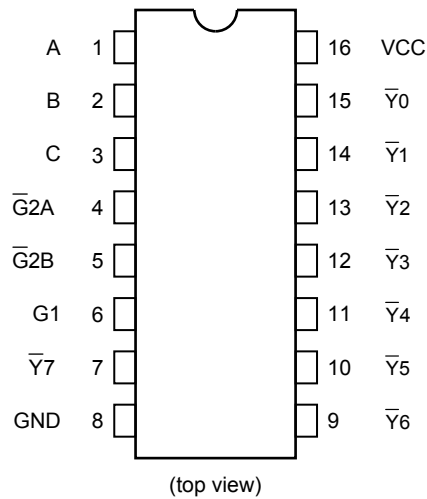 A 1 16 VCC
B 2 15 Y̅0
C 3 14 Y̅1
G̅2A 4 13 Y̅2
G̅2B 5 12 Y̅3
G1 6 11 Y̅4
Y̅7 7 10 Y̅5
GND 8 9 Y̅6
(top view)